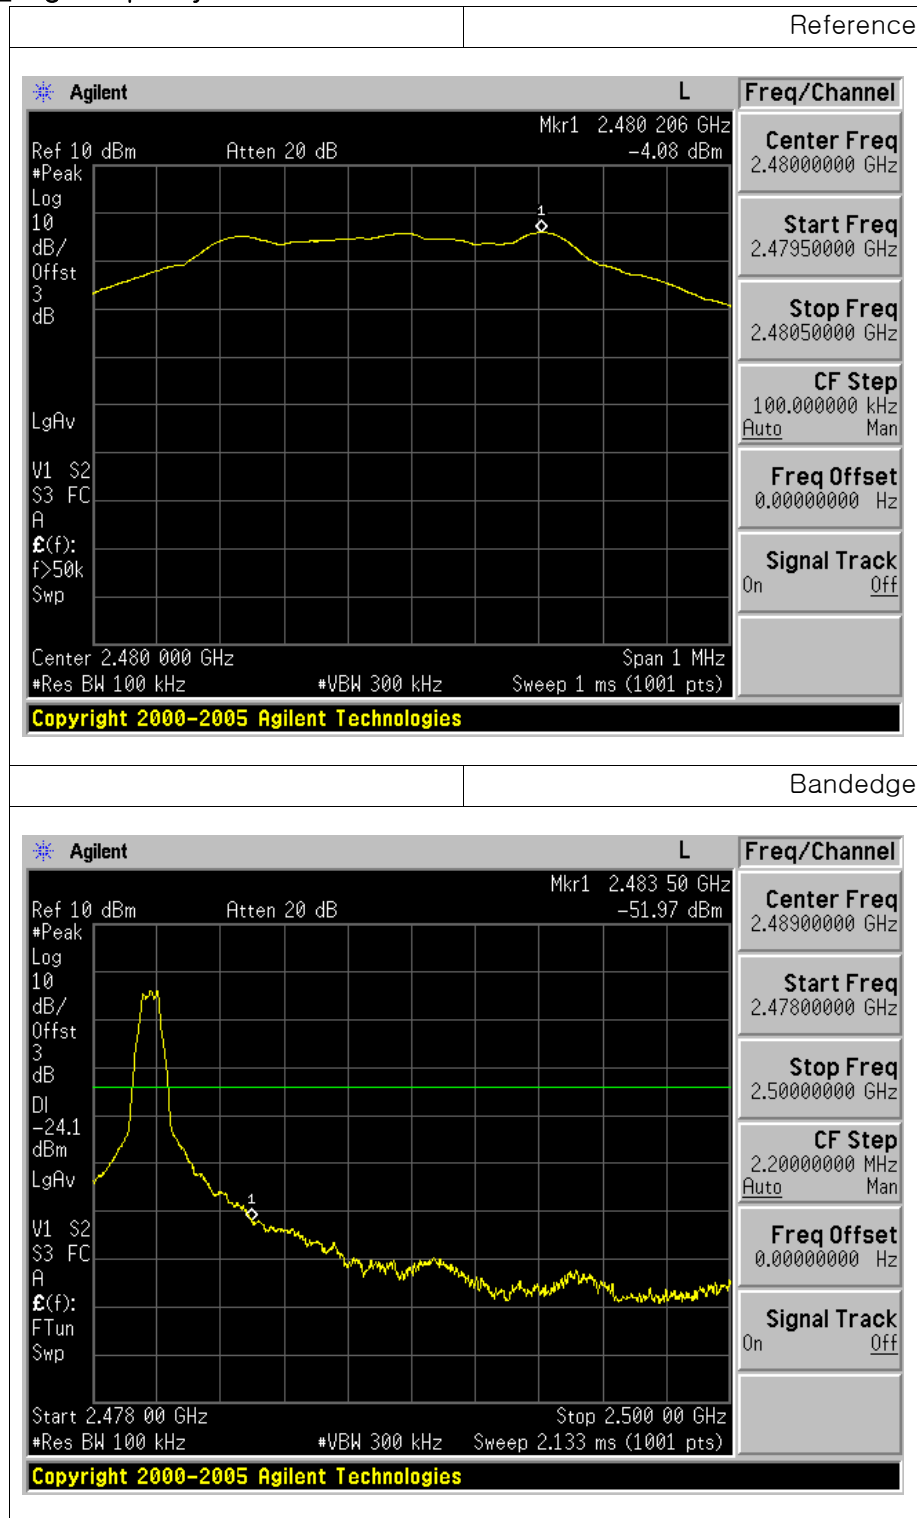 Reference
Agilent L Freq/Channel
Mkr1 2.480 206 GHz
Ref 10 dBm Atten 20 dB -4.08 dBm
#Peak
Log
10
dB/
Offst
3
dB
LgAv
V1 S2
S3 FC
A
£(f):
f>50k
Swp
1
Center 2.480 000 GHz Span 1 MHz
#Res BW 100 kHz #VBW 300 kHz Sweep 1 ms (1001 pts)
Center Freq
2.48000000 GHz
Start Freq
2.47950000 GHz
Stop Freq
2.48050000 GHz
CF Step
100.000000 kHz
Auto Man
Freq Offset
0.00000000 Hz
Signal Track
On Off
Copyright 2000-2005 Agilent Technologies
Bandedge
Agilent L Freq/Channel
Mkr1 2.483 50 GHz
Ref 10 dBm Atten 20 dB -51.97 dBm
#Peak
Log
10
dB/
Offst
3
dB
DI
-24.1
dBm
LgAv
V1 S2
S3 FC
A
£(f):
FTun
Swp
1
Start 2.478 00 GHz Stop 2.500 00 GHz
#Res BW 100 kHz #VBW 300 kHz Sweep 2.133 ms (1001 pts)
Center Freq
2.48900000 GHz
Start Freq
2.47800000 GHz
Stop Freq
2.50000000 GHz
CF Step
2.20000000 MHz
Auto Man
Freq Offset
0.00000000 Hz
Signal Track
On Off
Copyright 2000-2005 Agilent Technologies